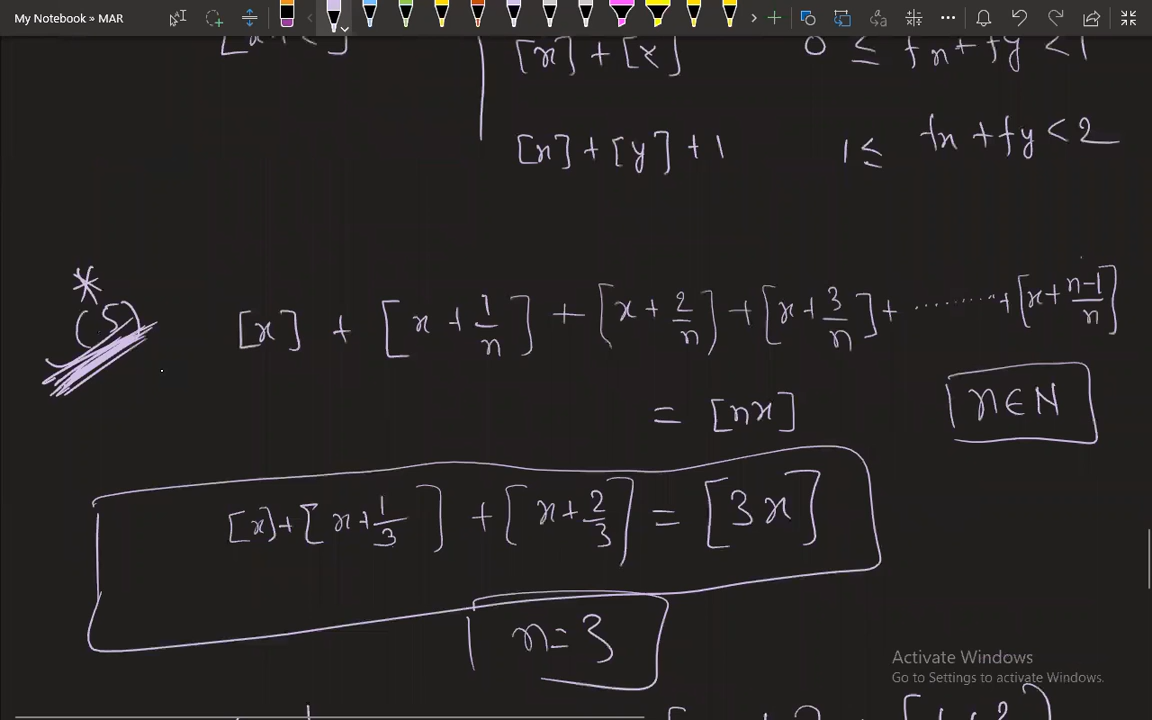 My Notebook » MAR
[x] + [x] 0 ≤ fx + fy < 1
[x] + [y] + 1 1 ≤ fx + fy < 2
*
(5) [x] + [x + 1/n] + [x + 2/n] + [x + 3/n] + ......... + [x + n-1/n]
= [nx] n ∈ N
[x] + [x + 1/3] + [x + 2/3] = [3x]
n = 3
Activate Windows
Go to Settings to activate Windows.